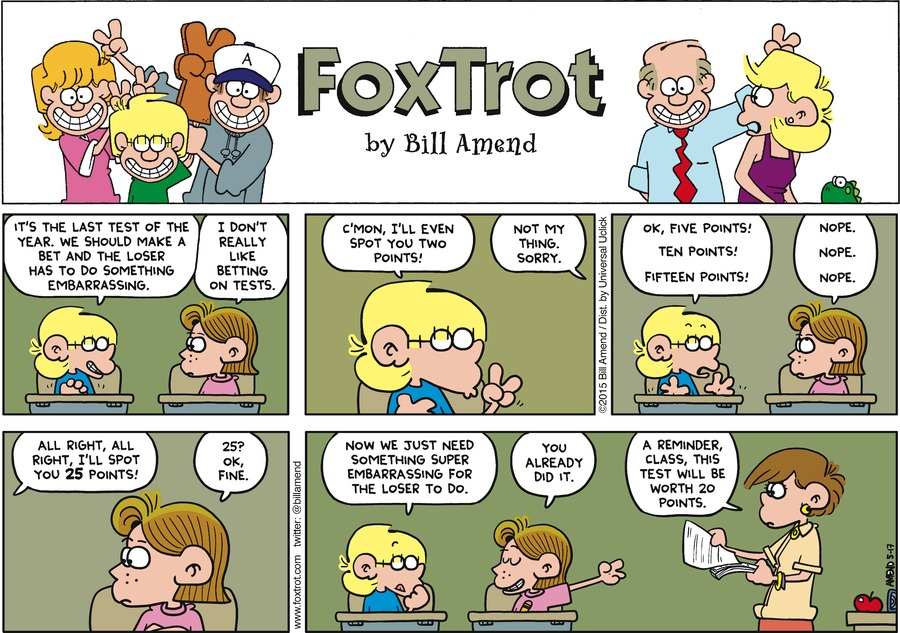 A
FOXTROT
by Bill Amend
IT'S THE LAST TEST OF THE
YEAR. WE SHOULD MAKE A
BET AND THE LOSER
HAS TO DO SOMETHING
EMBARRASSING.
I DON'T
REALLY
LIKE
BETTING
ON TESTS.
C'MON, I'LL EVEN
SPOT YOU TWO
POINTS!
NOT MY
THING.
SORRY.
©2015 Bill Amend / Dist. by Universal Uclick
OK, FIVE POINTS!
TEN POINTS!
FIFTEEN POINTS!
NOPE.
NOPE.
NOPE.
ALL RIGHT, ALL
RIGHT, I'LL SPOT
YOU 25 POINTS!
25?
OK,
FINE.
www.foxtrot.com twitter: @billamend
NOW WE JUST NEED
SOMETHING SUPER
EMBARRASSING FOR
THE LOSER TO DO.
YOU
ALREADY
DID IT.
A REMINDER,
CLASS, THIS
TEST WILL BE
WORTH 20
POINTS.
AMEND 5-17